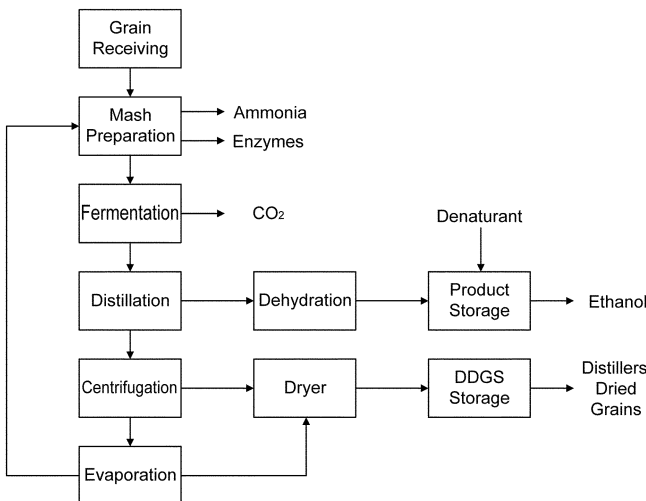 Grain
Receiving
Mash
Preparation
Ammonia
Enzymes
Fermentation
CO₂
Denaturant
Distillation
Dehydration
Product
Storage
Ethanol
Centrifugation
Dryer
DDGS
Storage
Distillers
Dried
Grains
Evaporation